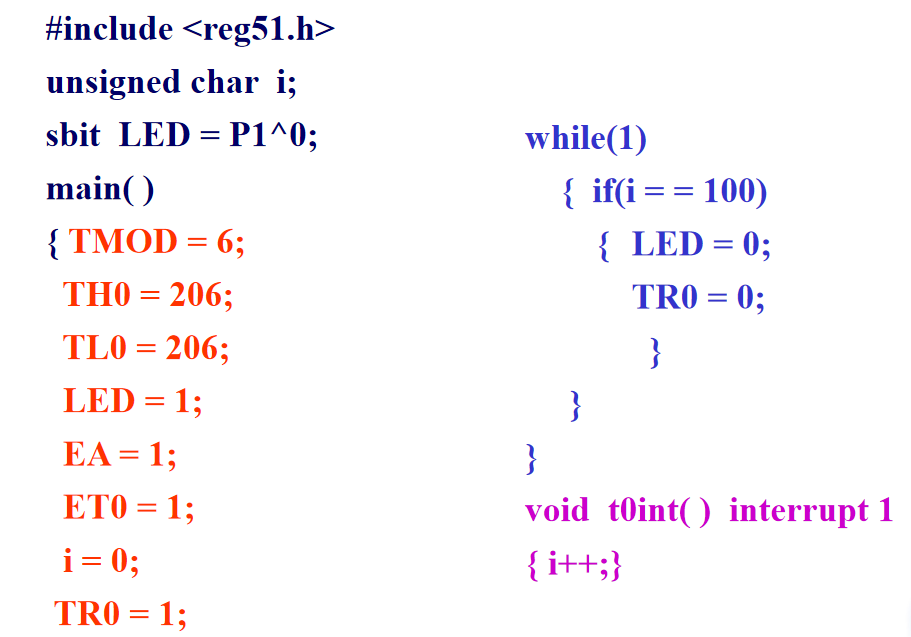 #include <reg51.h>
unsigned char i;
sbit LED = P1^0;
main( )
{ TMOD = 6;
TH0 = 206;
TL0 = 206;
LED = 1;
EA = 1;
ET0 = 1;
i = 0;
TR0 = 1;
while(1)
{ if(i = = 100)
{ LED = 0;
TR0 = 0;
}
}
}
void t0int( ) interrupt 1
{ i++;}